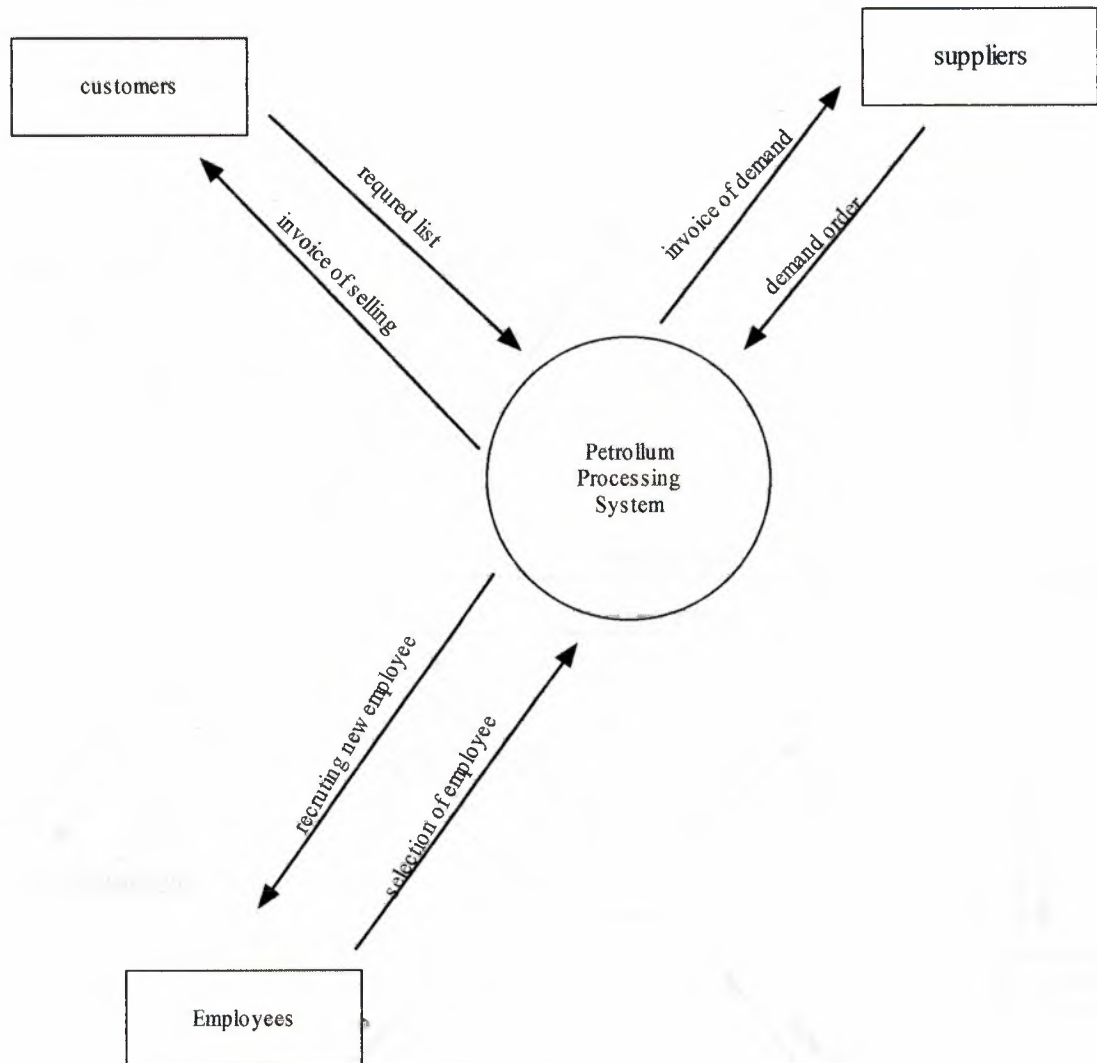 customers
suppliers
requred list
invoice of selling
invoice of demand
demand order
Petrollum
Processing
System
recruting new employee
selection of employee
Employees